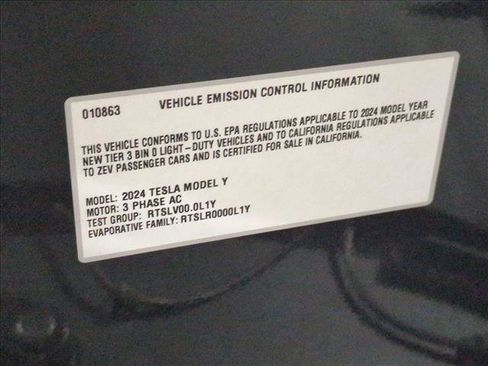 010863 VEHICLE EMISSION CONTROL INFORMATION
THIS VEHICLE CONFORMS TO U.S. EPA REGULATIONS APPLICABLE TO 2024 MODEL YEAR
NEW TIER 3 BIN 0 LIGHT-DUTY VEHICLES AND TO CALIFORNIA REGULATIONS APPLICABLE
TO ZEV PASSENGER CARS AND IS CERTIFIED FOR SALE IN CALIFORNIA.
MODEL: 2024 TESLA MODEL Y
MOTOR: 3 PHASE AC
TEST GROUP: RTSLV00.0L1Y
EVAPORATIVE FAMILY: RTSLR0000L1Y